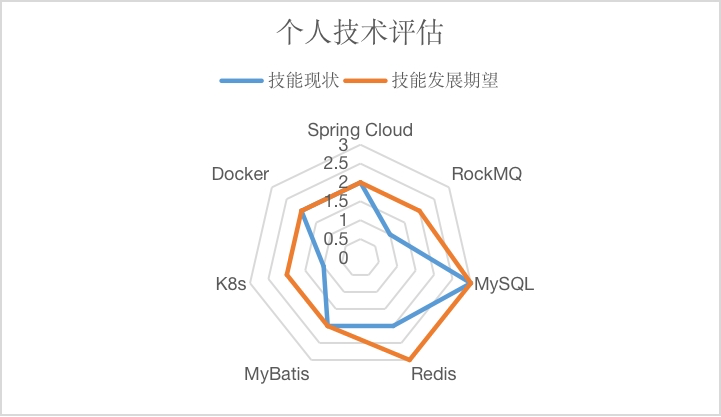 个人技术评估
技能现状 技能发展期望
Spring Cloud
3
2.5
2
1.5
1
0.5
0
Docker
RockMQ
K8s
MySQL
MyBatis
Redis